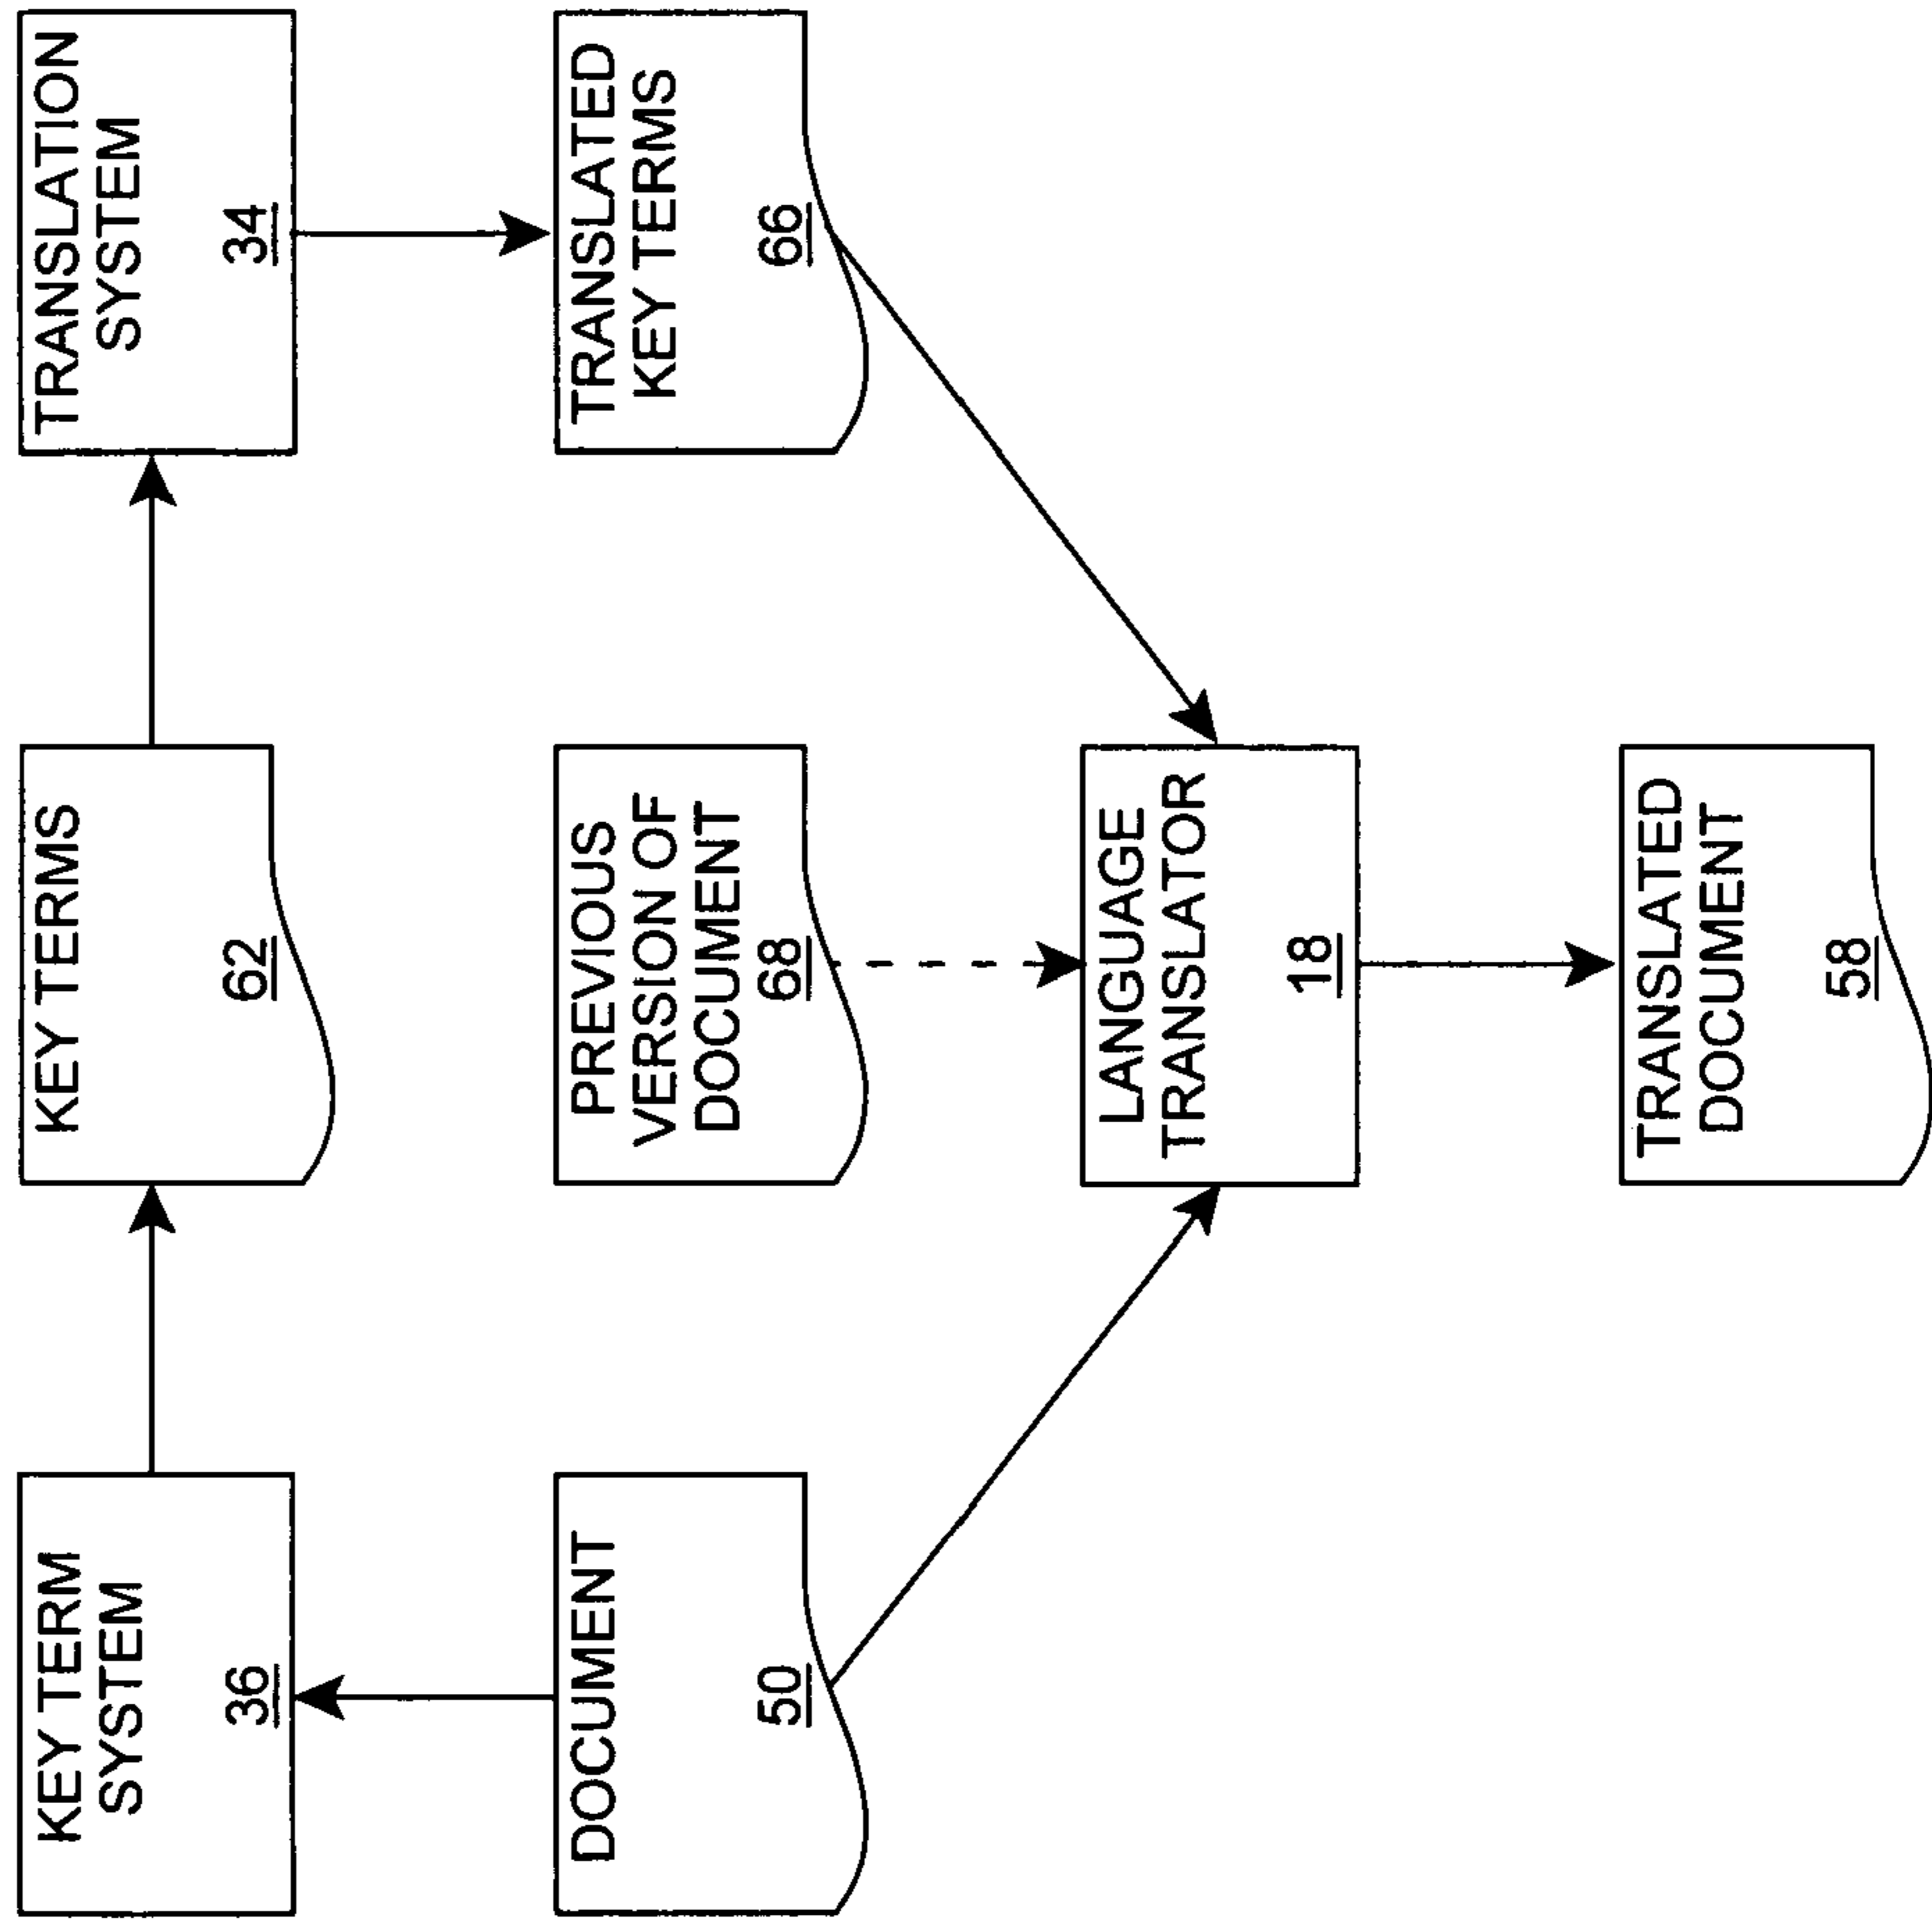 KEY TERM
SYSTEM
36
KEY TERMS
62
TRANSLATION
SYSTEM
34
DOCUMENT
50
PREVIOUS
VERSION OF
DOCUMENT
68
TRANSLATED
KEY TERMS
66
LANGUAGE
TRANSLATOR
18
TRANSLATED
DOCUMENT
58